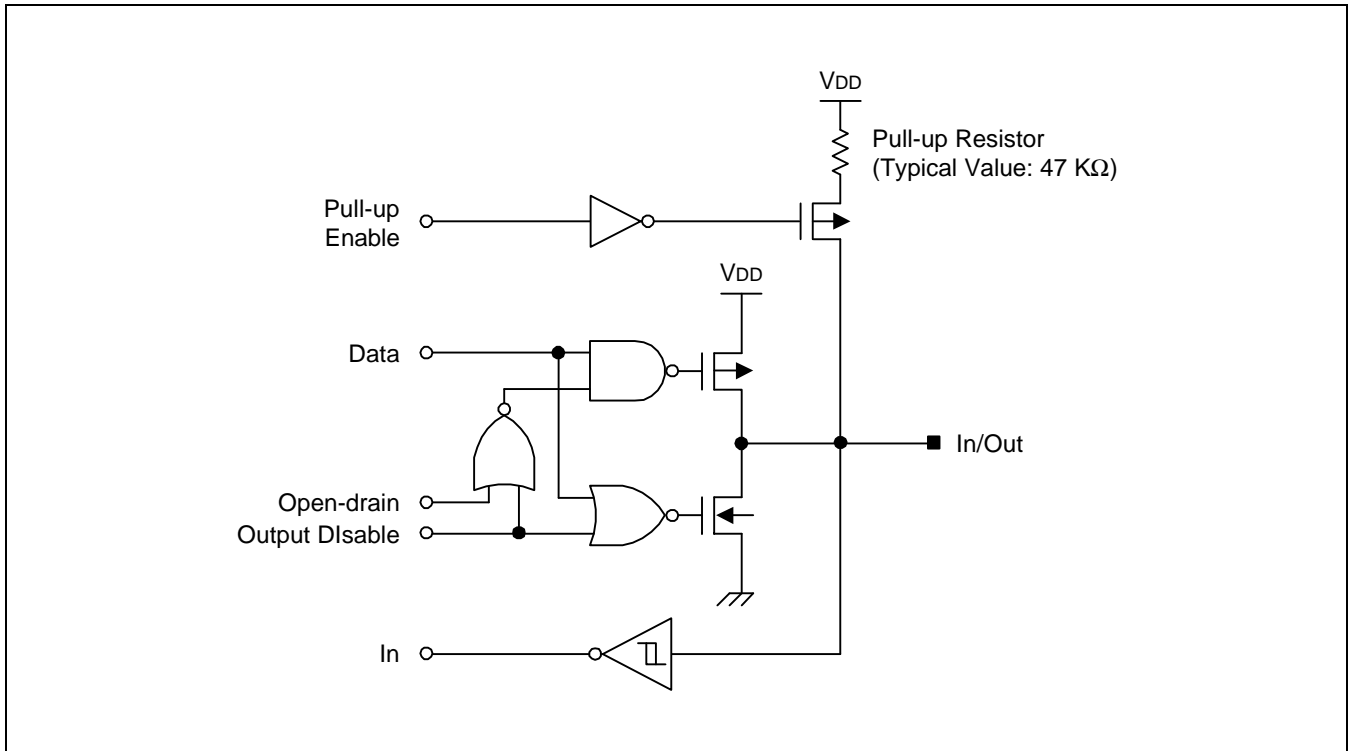 VDD
Pull-up Resistor
(Typical Value: 47 KΩ)
Pull-up
Enable
VDD
Data
In/Out
Open-drain
Output DIsable
In